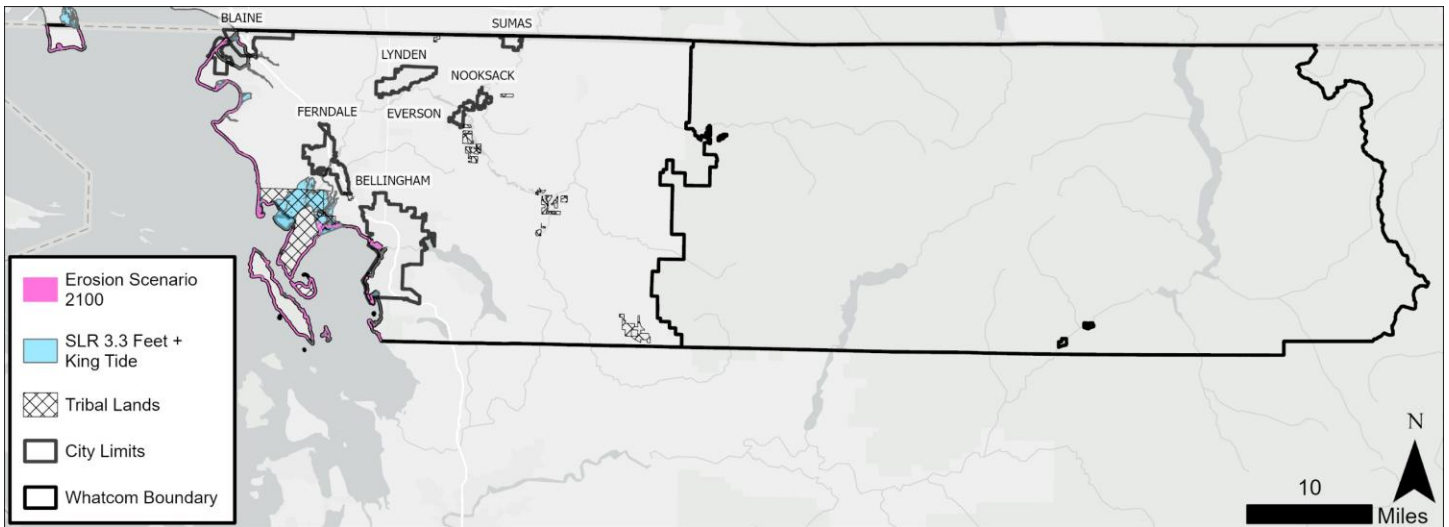 BLAINE
SUMAS
LYNDEN
NOOKSACK
FERNDALE
EVERSON
BELLINGHAM
Erosion Scenario
2100
SLR 3.3 Feet +
King Tide
Tribal Lands
City Limits
Whatcom Boundary
N
10
Miles